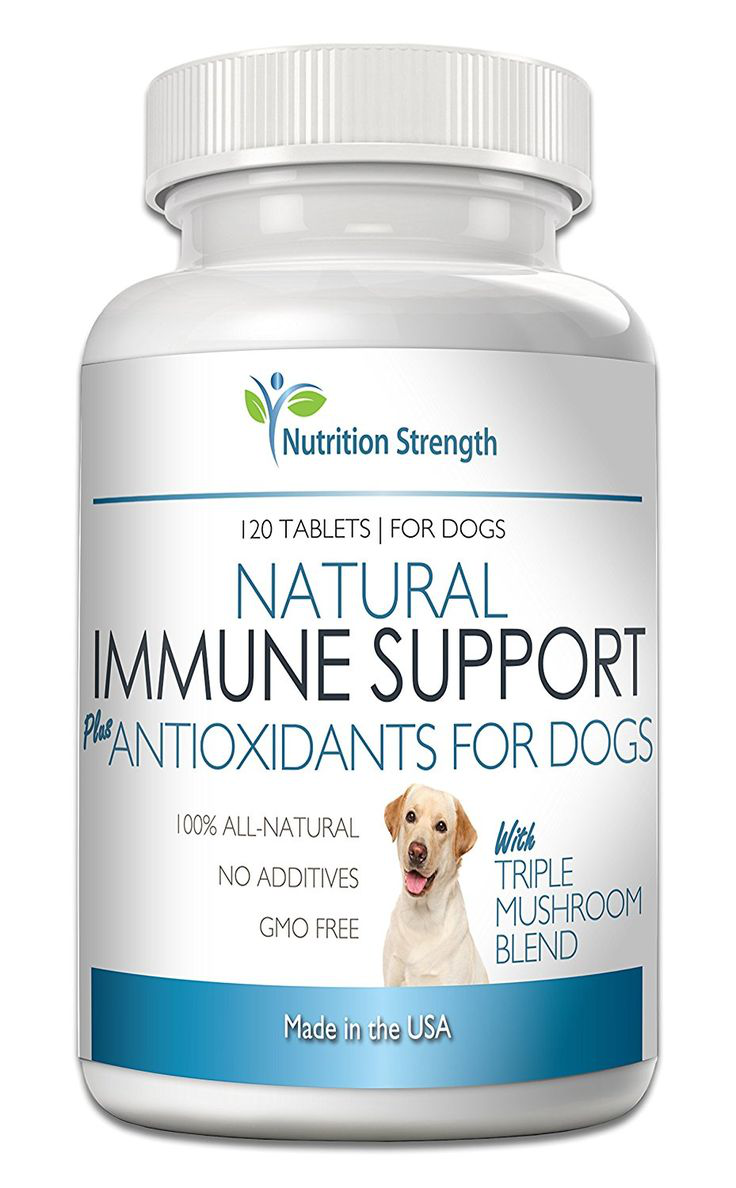 Nutrition Strength
120 TABLETS | FOR DOGS
NATURAL
IMMUNE SUPPORT
Plus ANTIOXIDANTS FOR DOGS
100% ALL-NATURAL
NO ADDITIVES
GMO FREE
With
TRIPLE
MUSHROOM
BLEND
Made in the USA